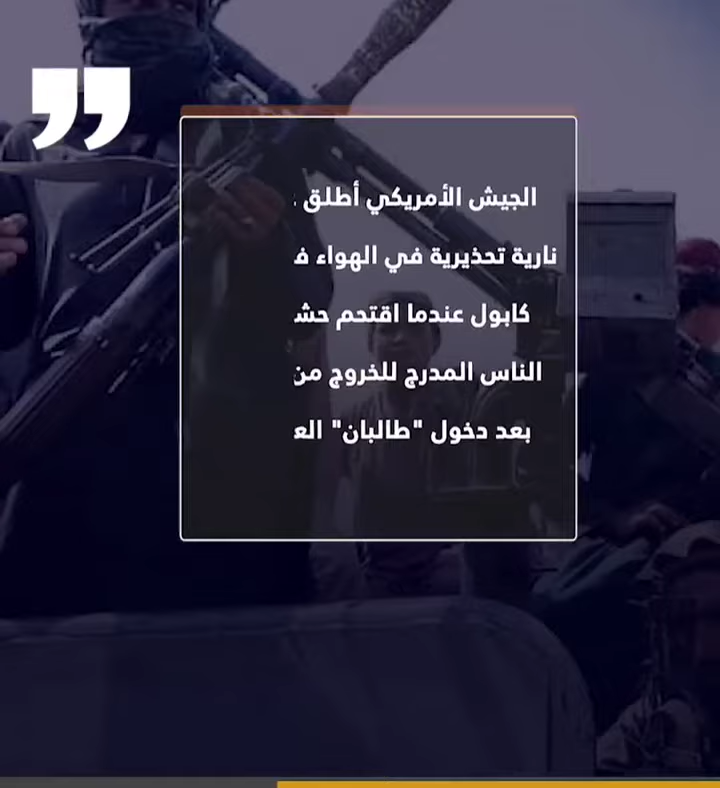 الجيش الأمريكي أطلق
نارية تحذيرية في الهواء
كابول عندما اقتحم
الناس المدرج للخروج من
بعد دخول "طالبان"